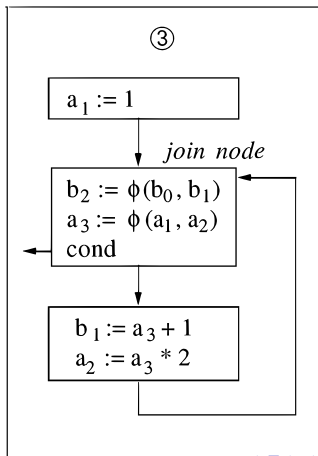 ③
a₁ := 1
join node
b₂ := ϕ(b₀, b₁)
a₃ := ϕ(a₁, a₂)
cond
b₁ := a₃ + 1
a₂ := a₃ * 2